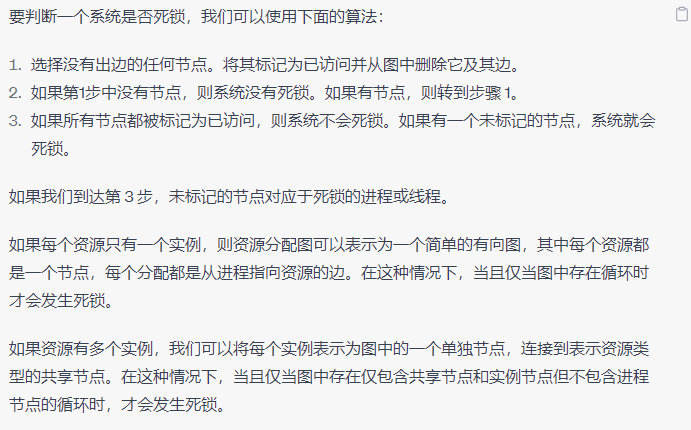 要判断一个系统是否死锁，我们可以使用下面的算法：
1. 选择没有出边的任何节点。将其标记为已访问并从图中删除它及其边。
2. 如果第1步中没有节点，则系统没有死锁。如果有节点，则转到步骤 1。
3. 如果所有节点都被标记为已访问，则系统不会死锁。如果有一个未标记的节点，系统就会
死锁。
如果我们到达第 3 步，未标记的节点对应于死锁的进程或线程。
如果每个资源只有一个实例，则资源分配图可以表示为一个简单的有向图，其中每个资源都
是一个节点，每个分配都是从进程指向资源的边。在这种情况下，当且仅当图中存在循环时
才会发生死锁。
如果资源有多个实例，我们可以将每个实例表示为图中的一个单独节点，连接到表示资源类
型的共享节点。在这种情况下，当且仅当图中存在仅包含共享节点和实例节点但不包含进程
节点的循环时，才会发生死锁。